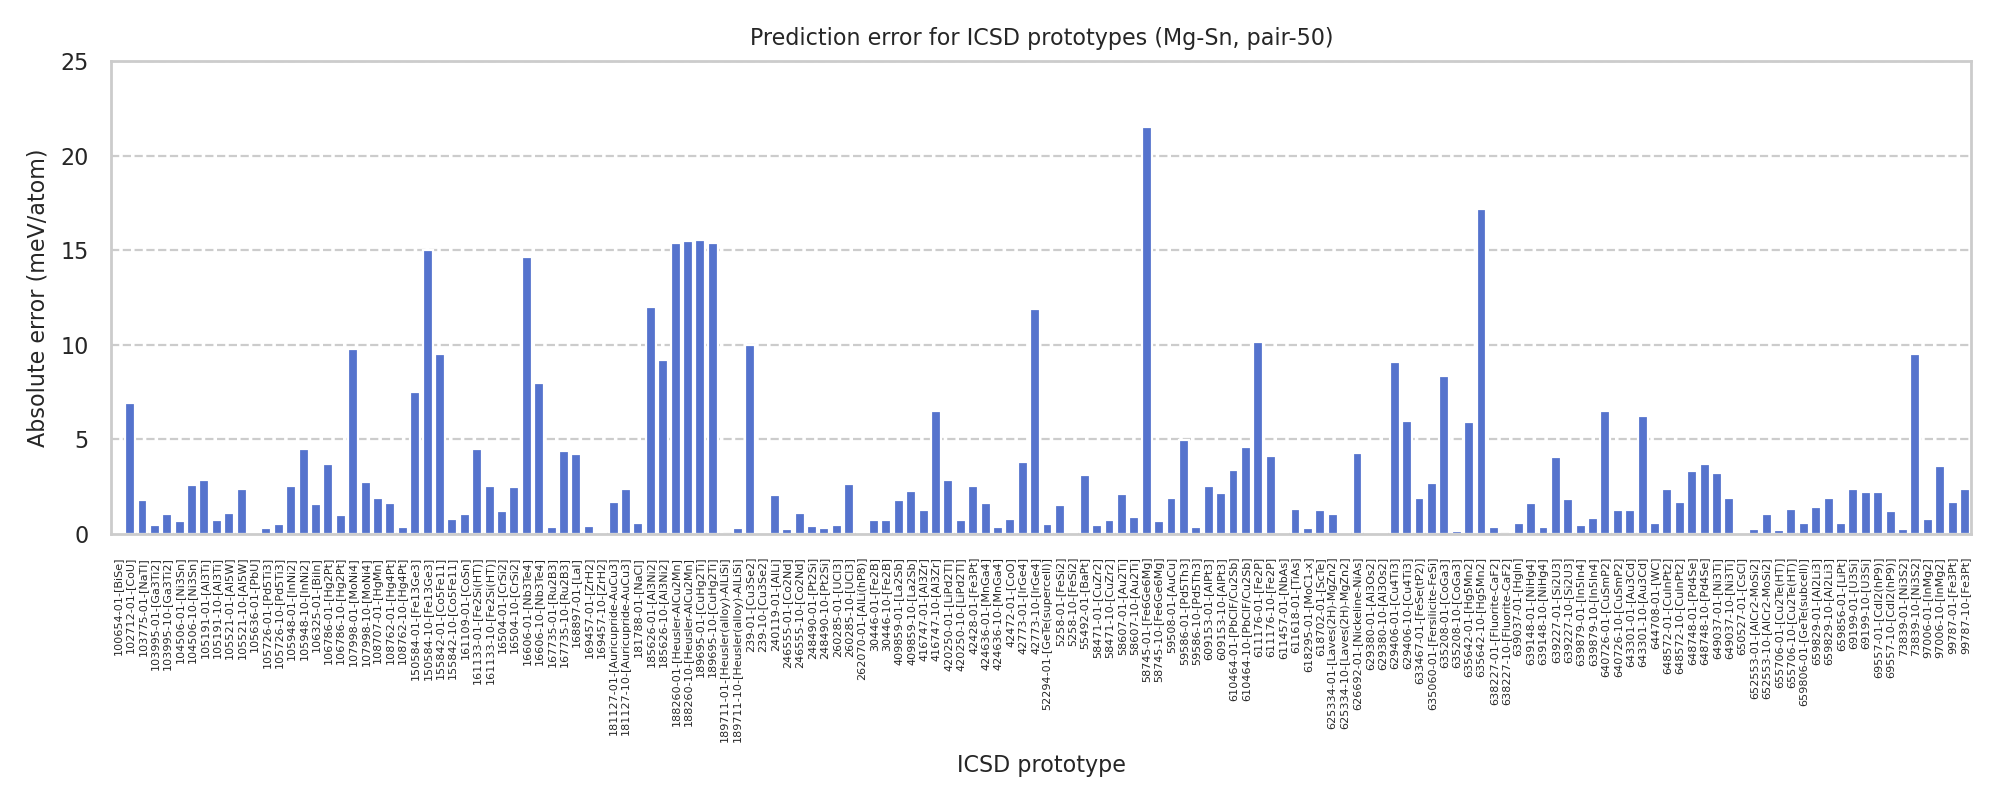 Prediction error for ICSD prototypes (Mg-Sn, pair-50)
Absolute error (meV/atom)
25
20
15
10
5
0
100654-01-[BiSe]
102712-01-[CoU]
103775-01-[NaTl]
103995-01-[Ga3Ti2]
103995-10-[Ga3Ti2]
104506-01-[Ni3Sn]
104506-10-[Ni3Sn]
105191-01-[Al3Ti]
105191-10-[Al3Ti]
105521-01-[Al5W]
105521-10-[Al5W]
105636-01-[PbU]
105726-01-[Pd5Ti3]
105726-10-[Pd5Ti3]
105948-01-[InNi2]
105948-10-[InNi2]
106325-01-[BiIn]
106786-01-[Hg2Pt]
106786-10-[Hg2Pt]
107998-01-[MoNi4]
107998-10-[MoNi4]
108707-01-[HgMn]
108762-01-[Hg4Pt]
108762-10-[Hg4Pt]
150584-01-[Fe13Ge3]
150584-10-[Fe13Ge3]
155842-01-[Co5Fe11]
155842-10-[Co5Fe11]
161109-01-[CoSn]
161133-01-[Fe2Si(HT)]
161133-10-[Fe2Si(HT)]
16504-01-[CrSi2]
16504-10-[CrSi2]
16606-01-[Nb3Te4]
16606-10-[Nb3Te4]
167735-01-[Ru2B3]
167735-10-[Ru2B3]
168897-01-[LaI]
169457-01-[ZrH2]
169457-10-[ZrH2]
181127-01-[Auricupride-AuCu3]
181127-10-[Auricupride-AuCu3]
181788-01-[NaCl]
185626-01-[Al3Ni2]
185626-10-[Al3Ni2]
188260-01-[Heusler-AlCu2Mn]
188260-10-[Heusler-AlCu2Mn]
189695-01-[CuHg2Ti]
189695-10-[CuHg2Ti]
189711-01-[Heusler(alloy)-AlLiSi]
189711-10-[Heusler(alloy)-AlLiSi]
239-01-[Cu3Se2]
239-10-[Cu3Se2]
240119-01-[AlLi]
246555-01-[Co2Nd]
246555-10-[Co2Nd]
248490-01-[Pt2Si]
248490-10-[Pt2Si]
260285-01-[UCl3]
260285-10-[UCl3]
262070-01-[AlLi(hP8)]
30446-01-[Fe2B]
30446-10-[Fe2B]
409859-01-[La2Sb]
409859-10-[La2Sb]
416747-01-[Al3Zr]
416747-10-[Al3Zr]
420250-01-[LiPd2Tl]
420250-10-[LiPd2Tl]
42428-01-[Fe3Pt]
424636-01-[MnGa4]
424636-10-[MnGa4]
42472-01-[CoO]
42773-01-[IrGe4]
42773-10-[IrGe4]
52294-01-[GeTe(supercell)]
5258-01-[FeSi2]
5258-10-[FeSi2]
55492-01-[BaPt]
58471-01-[CuZr2]
58471-10-[CuZr2]
58607-01-[Au2Ti]
58607-10-[Au2Ti]
58745-01-[Fe6Ge6Mg]
58745-10-[Fe6Ge6Mg]
59508-01-[AuCu]
59586-01-[Pd5Th3]
59586-10-[Pd5Th3]
609153-01-[AlPt3]
609153-10-[AlPt3]
610464-01-[PbClF/Cu2Sb]
610464-10-[PbClF/Cu2Sb]
611176-01-[Fe2P]
611176-10-[Fe2P]
611457-01-[NbAs]
611618-01-[TiAs]
618295-01-[MoC1-x]
618702-01-[ScTe]
625334-01-[Laves(2H)-MgZn2]
625334-10-[Laves(2H)-MgZn2]
626692-01-[Nickeline-NiAs]
629380-01-[Al3Os2]
629380-10-[Al3Os2]
629406-01-[Cu4Ti3]
629406-10-[Cu4Ti3]
633467-01-[FeSe(tP2)]
635060-01-[Fersilicite-FeSi]
635208-01-[CoGa3]
635208-10-[CoGa3]
635642-01-[Hg5Mn2]
635642-10-[Hg5Mn2]
638227-01-[Fluorite-CaF2]
638227-10-[Fluorite-CaF2]
639037-01-[HgIn]
639148-01-[NiHg4]
639148-10-[NiHg4]
639227-01-[Si2U3]
639227-10-[Si2U3]
639879-01-[In5In4]
639879-10-[In5In4]
640726-01-[CuSmP2]
640726-10-[CuSmP2]
643301-01-[Au3Cd]
643301-10-[Au3Cd]
644708-01-[WC]
648572-01-[CuInPt2]
648572-10-[CuInPt2]
648748-01-[Pd4Se]
648748-10-[Pd4Se]
649037-01-[Ni3Ti]
649037-10-[Ni3Ti]
650527-01-[CsCl]
652553-01-[AlCr2-MoSi2]
652553-10-[AlCr2-MoSi2]
655706-01-[Cu2Te(HT)]
655706-10-[Cu2Te(HT)]
659806-01-[GeTe(subcell)]
659829-01-[Al2Li3]
659829-10-[Al2Li3]
659856-01-[LiPt]
69199-01-[U3Si]
69199-10-[U3Si]
69557-01-[CdI2(hP9)]
69557-10-[CdI2(hP9)]
73839-01-[Ni3S2]
73839-10-[Ni3S2]
97006-01-[InMg2]
97006-10-[InMg2]
99787-01-[Fe3Pt]
99787-10-[Fe3Pt]
ICSD prototype